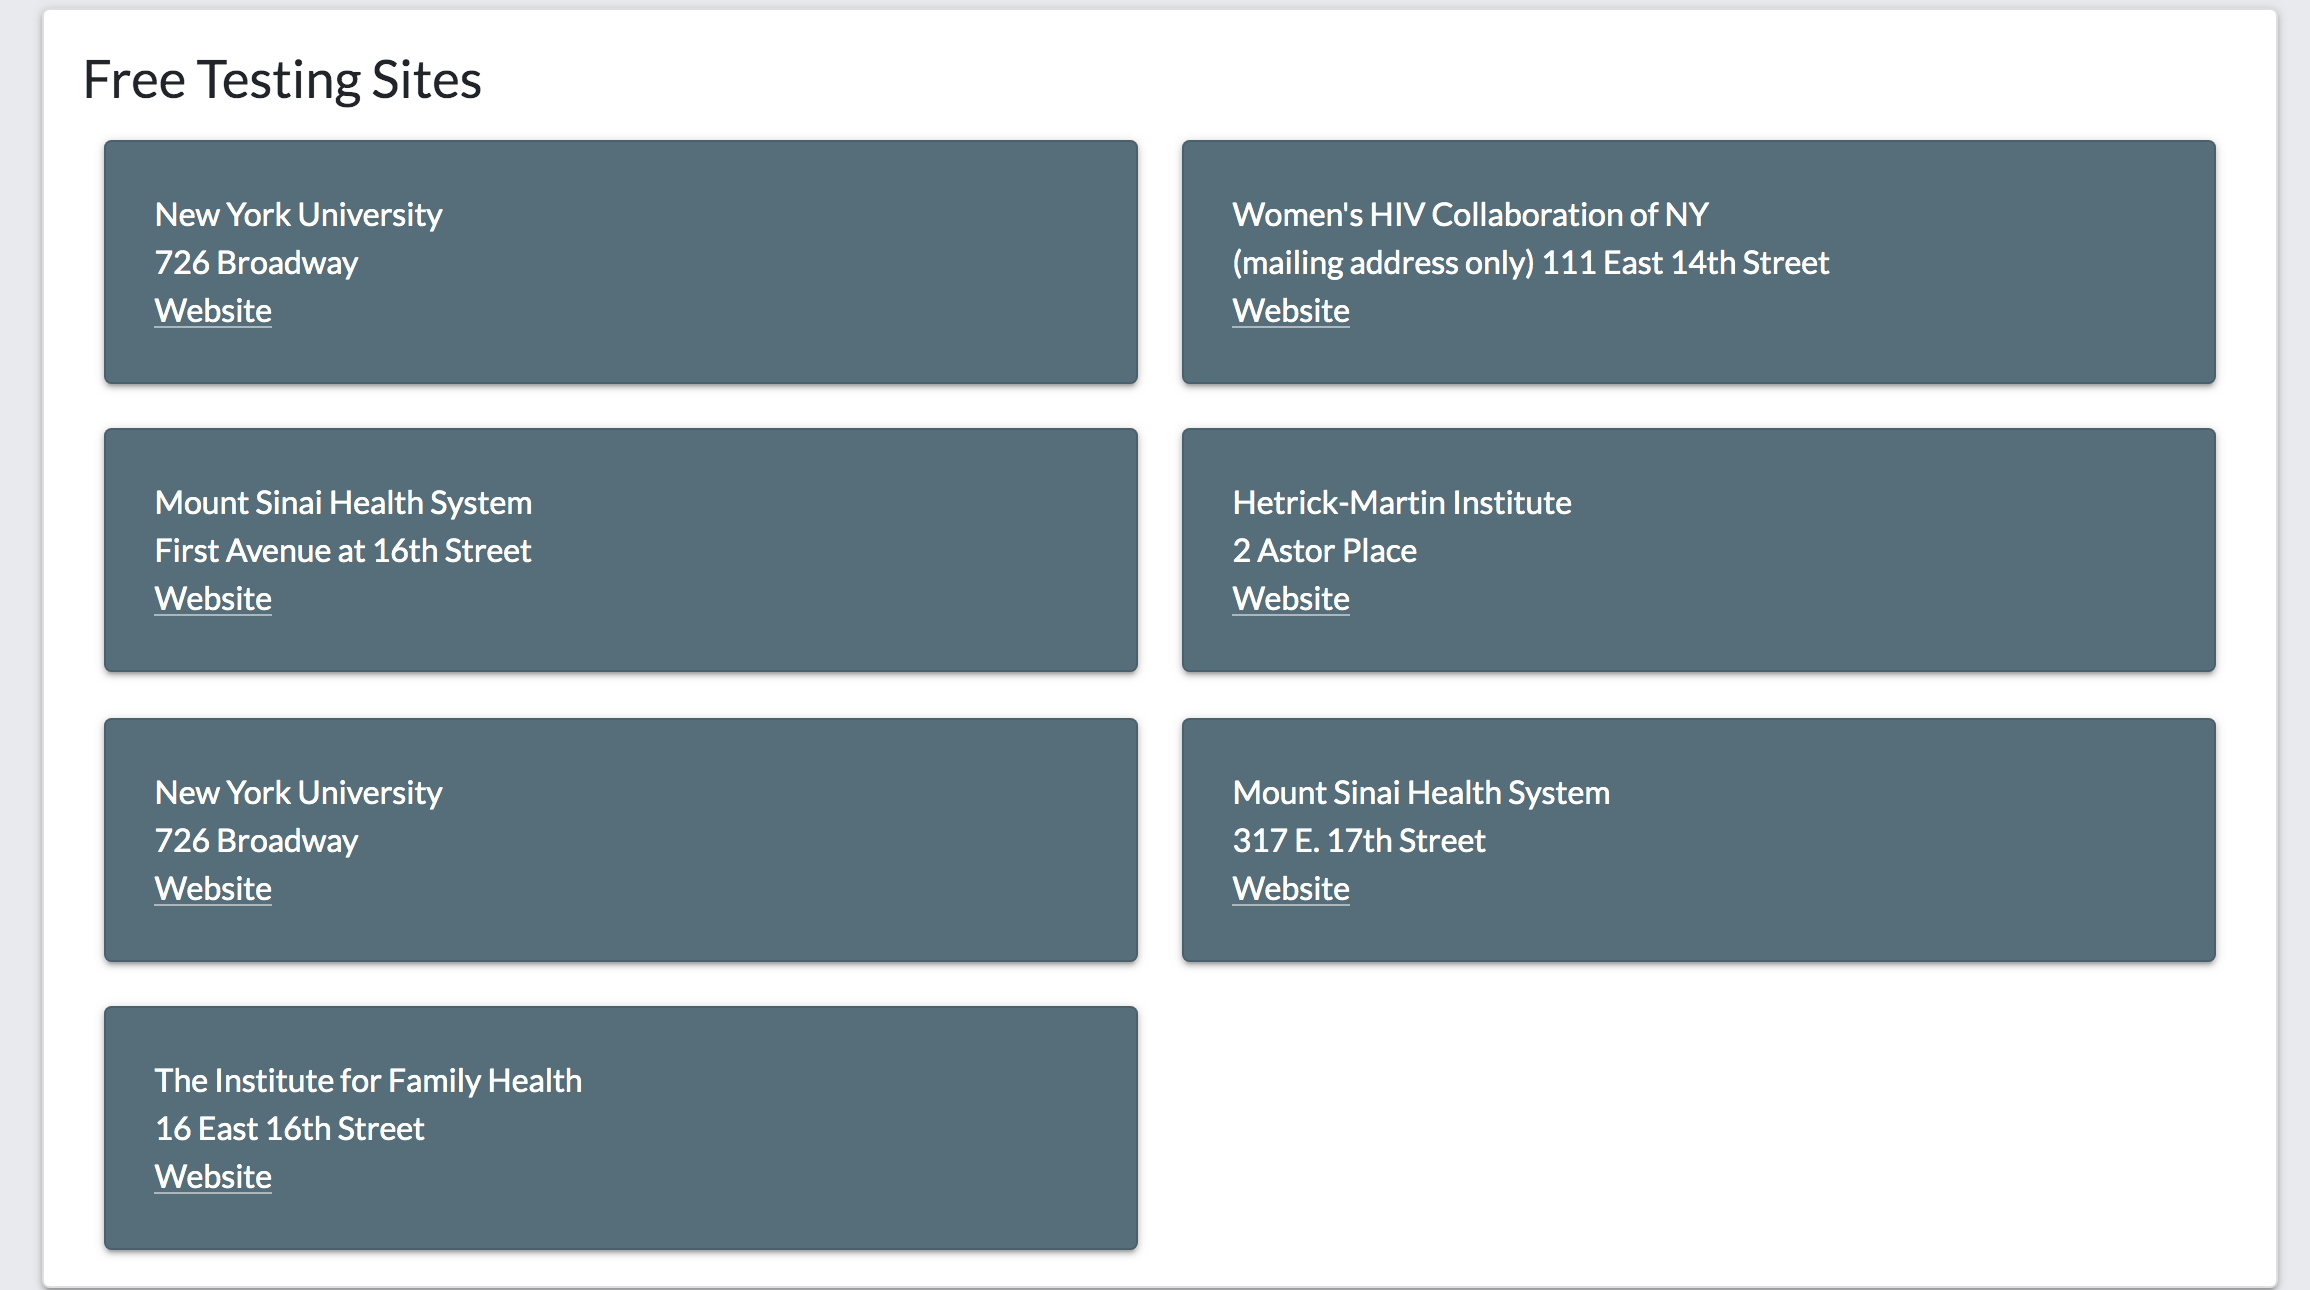 Free Testing Sites
New York University
726 Broadway
Website
Women's HIV Collaboration of NY
(mailing address only) 111 East 14th Street
Website
Mount Sinai Health System
First Avenue at 16th Street
Website
Hetrick-Martin Institute
2 Astor Place
Website
New York University
726 Broadway
Website
Mount Sinai Health System
317 E. 17th Street
Website
The Institute for Family Health
16 East 16th Street
Website